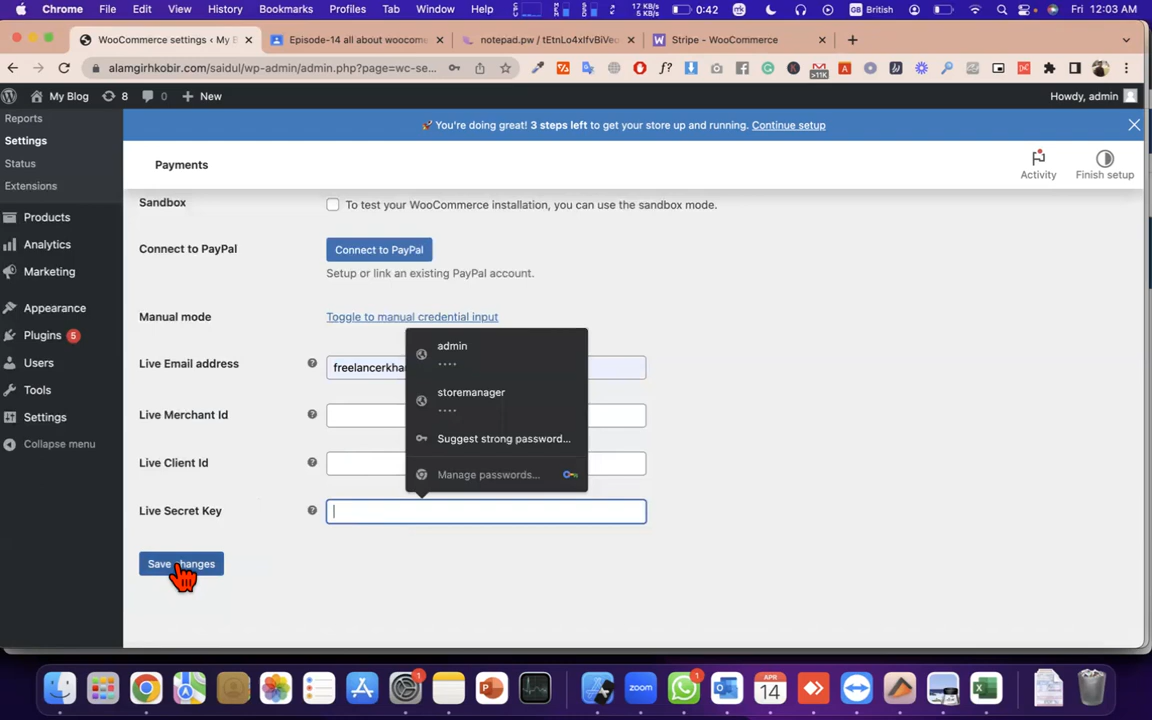 Chrome File Edit View History Bookmarks Profiles Tab Window Help 17 KB/s 5 KB/s 0:42 British Fri 12:03 AM
WooCommerce settings ‹ My B Episode-14 all about woocom notepad.pw / tEtnLo4xIfvBiVe Stripe - WooCommerce
alamgirhkobir.com/saidul/wp-admin/admin.php?page=wc-se...
My Blog 8 0 New Howdy, admin
Reports
Settings
Status
Extensions
Products
Analytics
Marketing
Appearance
Plugins 5
Users
Tools
Settings
Collapse menu
🚀 You're doing great! 3 steps left to get your store up and running. Continue setup
Payments
Activity
Finish setup
Sandbox To test your WooCommerce installation, you can use the sandbox mode.
Connect to PayPal Connect to PayPal
Setup or link an existing PayPal account.
Manual mode Toggle to manual credential input
Live Email address freelancerkha
Live Merchant Id
Live Client Id
Live Secret Key
admin
••••
storemanager
••••
Suggest strong password...
Manage passwords...
Save changes
zoom
APR
14